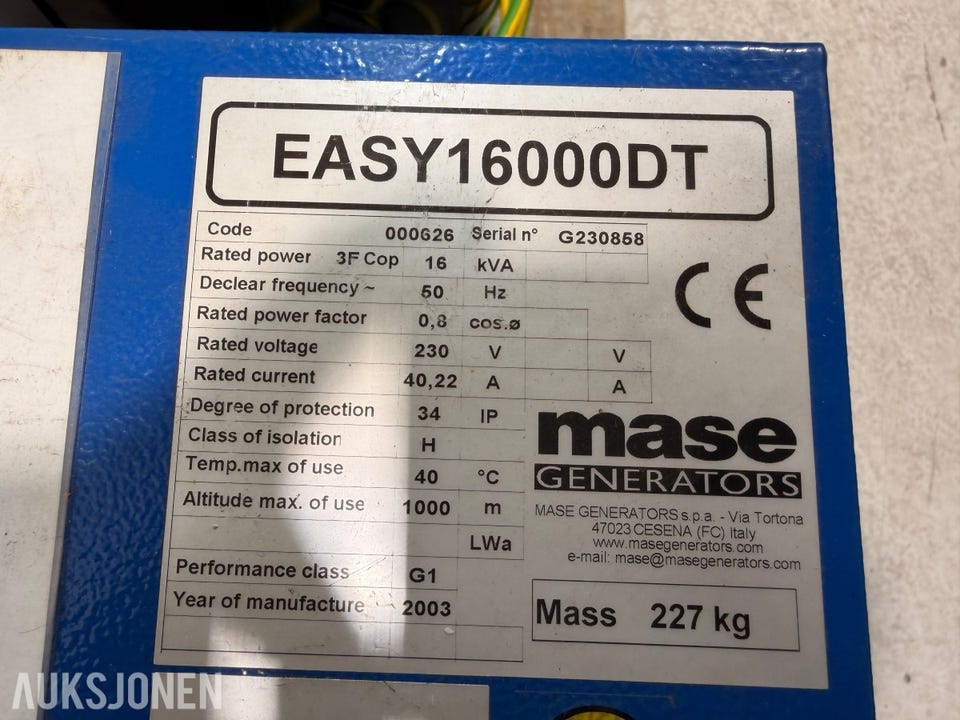 EASY16000DT
Code 000626 Serial n° G230858
Rated power 3F Cop 16 kVA
Declear frequency ~ 50 Hz
Rated power factor 0,8 cos.ø
Rated voltage 230 V V
Rated current 40,22 A A
Degree of protection 34 IP
Class of isolation H
Temp.max of use 40 °C
Altitude max. of use 1000 m
LWa
Performance class G1
Year of manufacture 2003
CE
mase
GENERATORS
MASE GENERATORS s.p.a. - Via Tortona
47023 CESENA (FC) Italy
www.masegenerators.com
e-mail: mase@masegenerators.com
Mass 227 kg
AUKSJONEN